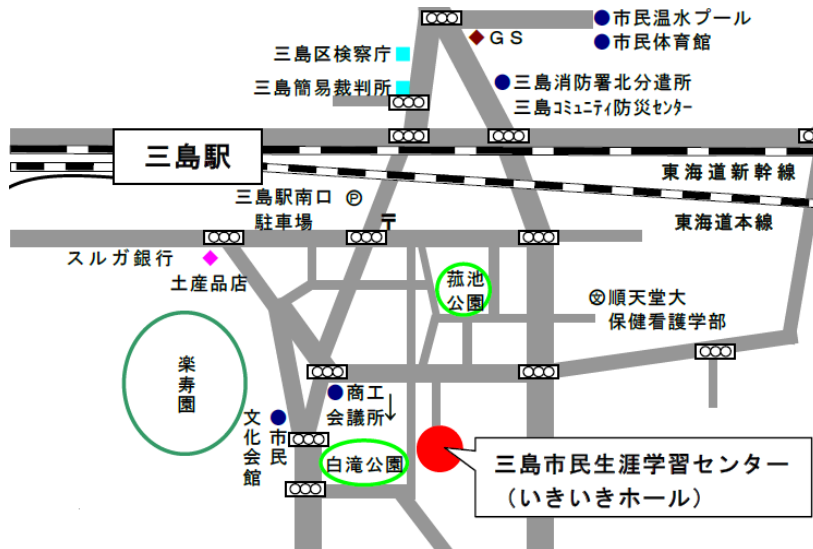 市民温水プール
GS
市民体育館
三島区検察庁
三島簡易裁判所
三島消防署北分遣所
三島コミュニティ防災センター
三島駅
東海道新幹線
三島駅南口
駐車場
Ⓟ
〒
東海道本線
スルガ銀行
土産品店
菰池
公園
文
順天堂大
保健看護学部
楽寿園
商工
会議所
↓
市民
文化会館
白滝公園
三島市民生涯学習センター
(いきいきホール)